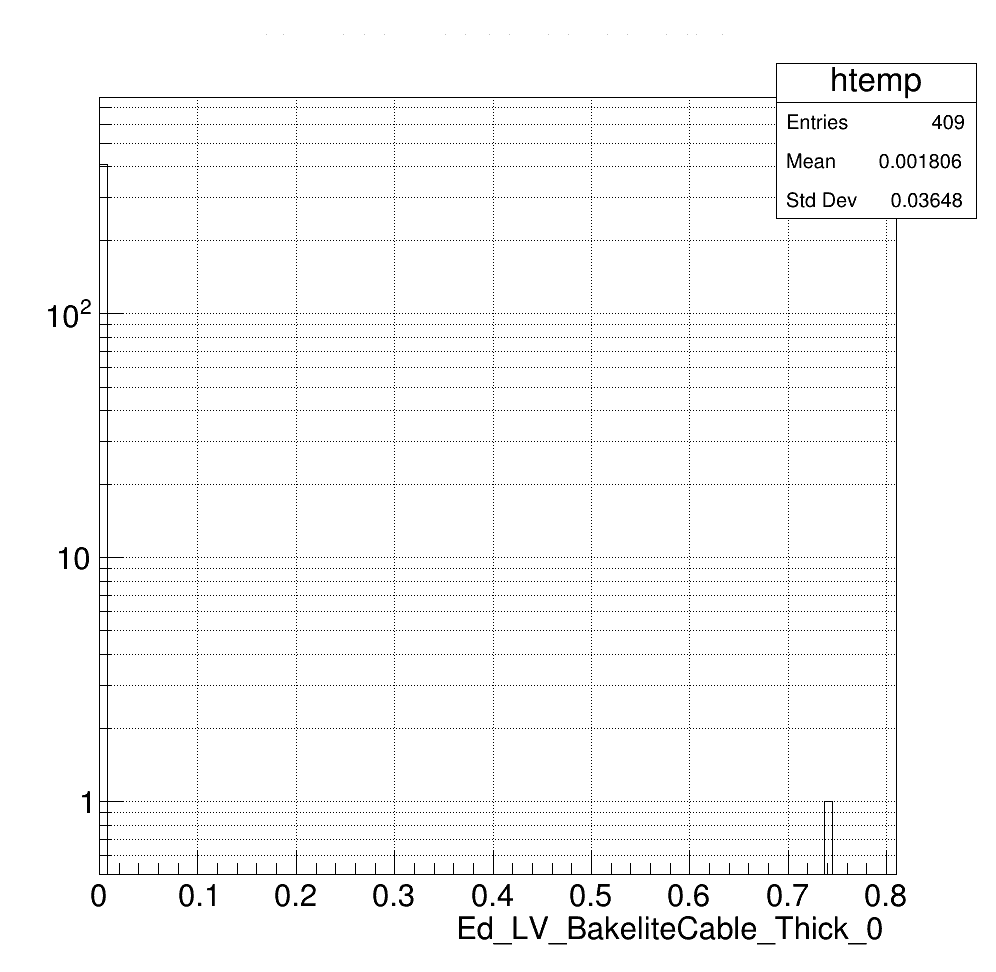 htemp
Entries 409
Mean 0.001806
Std Dev 0.03648
10²
10
1
0 0.1 0.2 0.3 0.4 0.5 0.6 0.7 0.8
Ed_LV_BakeliteCable_Thick_0